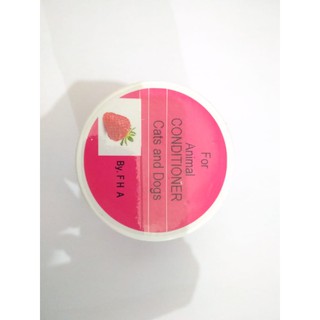 For
Animal
CONDITIONER
Cats and Dogs
By. F H A